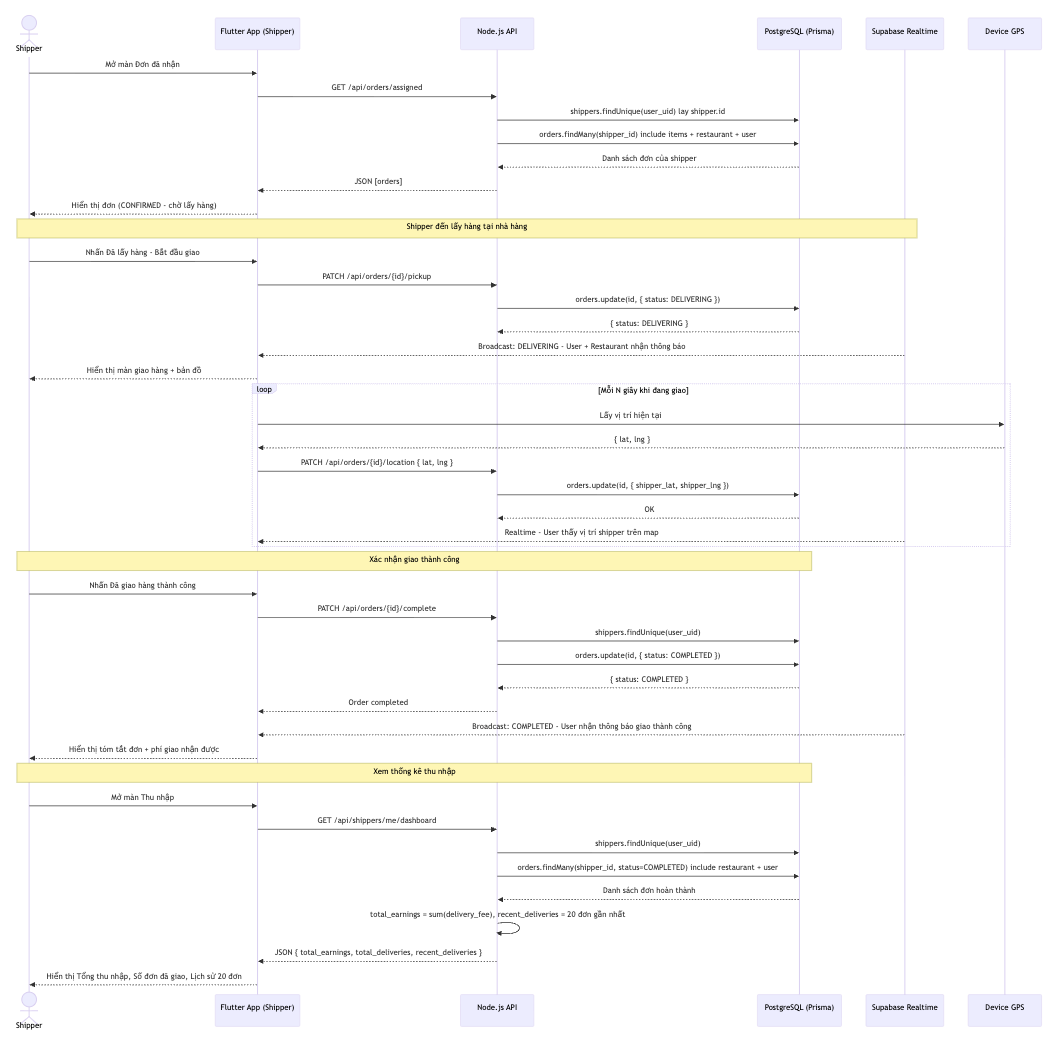 Shipper
Flutter App (Shipper)
Node.js API
PostgreSQL (Prisma)
Supabase Realtime
Device GPS
Mở màn Đơn đã nhận
GET /api/orders/assigned
shippers.findUnique(user_uid) lay shipper.id
orders.findMany(shipper_id) include items + restaurant + user
Danh sách đơn của shipper
JSON [orders]
Hiển thị đơn (CONFIRMED - chờ lấy hàng)
Shipper đến lấy hàng tại nhà hàng
Nhấn Đã lấy hàng - Bắt đầu giao
PATCH /api/orders/{id}/pickup
orders.update(id, { status: DELIVERING })
{ status: DELIVERING }
Broadcast: DELIVERING - User + Restaurant nhận thông báo
Hiển thị màn giao hàng + bản đồ
loop
[Mỗi N giây khi đang giao]
Lấy vị trí hiện tại
{ lat, lng }
PATCH /api/orders/{id}/location { lat, lng }
orders.update(id, { shipper_lat, shipper_lng })
OK
Realtime - User thấy vị trí shipper trên map
Xác nhận giao thành công
Nhấn Đã giao hàng thành công
PATCH /api/orders/{id}/complete
shippers.findUnique(user_uid)
orders.update(id, { status: COMPLETED })
{ status: COMPLETED }
Order completed
Broadcast: COMPLETED - User nhận thông báo giao thành công
Hiển thị tóm tắt đơn + phí giao nhận được
Xem thống kê thu nhập
Mở màn Thu nhập
GET /api/shippers/me/dashboard
shippers.findUnique(user_uid)
orders.findMany(shipper_id, status=COMPLETED) include restaurant + user
Danh sách đơn hoàn thành
total_earnings = sum(delivery_fee), recent_deliveries = 20 đơn gần nhất
JSON { total_earnings, total_deliveries, recent_deliveries }
Hiển thị Tổng thu nhập, Số đơn đã giao, Lịch sử 20 đơn
Shipper
Flutter App (Shipper)
Node.js API
PostgreSQL (Prisma)
Supabase Realtime
Device GPS